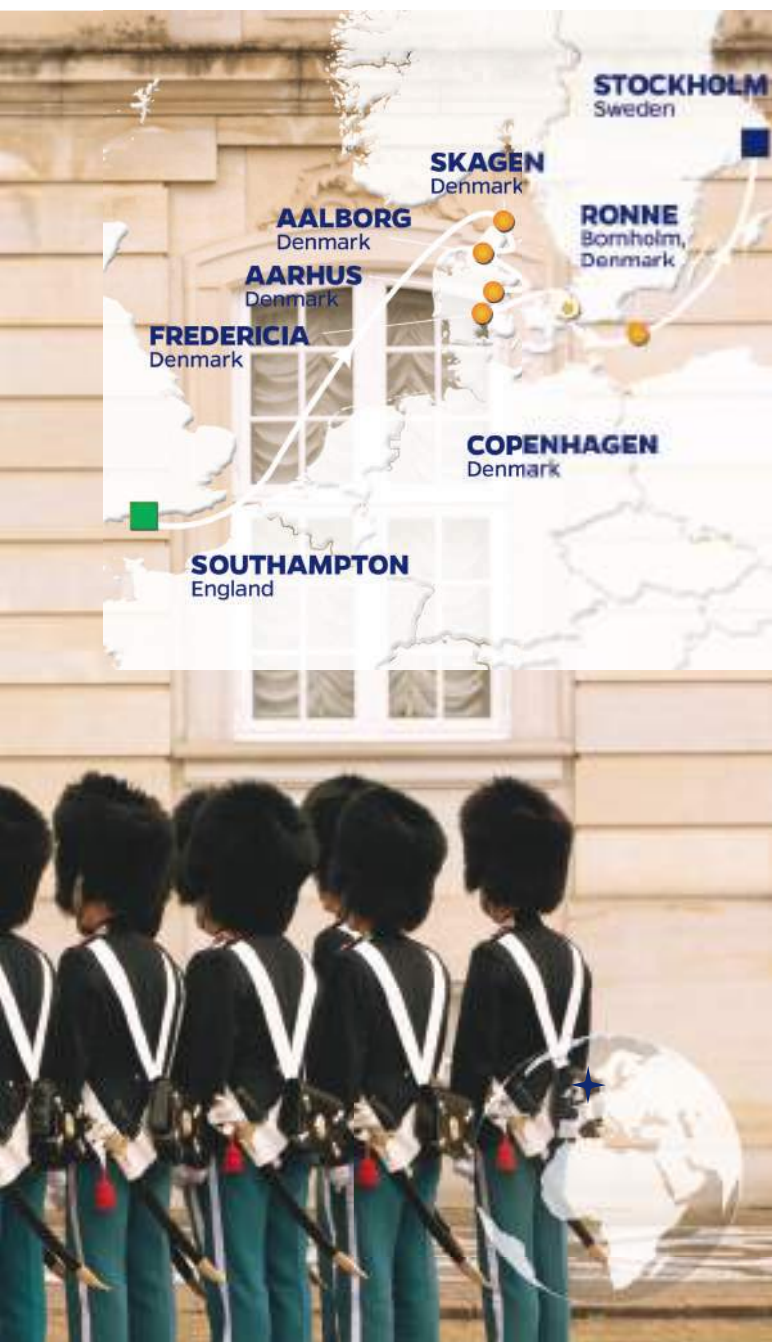 STOCKHOLM
Sweden
SKAGEN
Denmark
AALBORG
Denmark
RONNE
Bornholm,
Denmark
AARHUS
Denmark
FREDERICIA
Denmark
COPENHAGEN
Denmark
SOUTHAMPTON
England